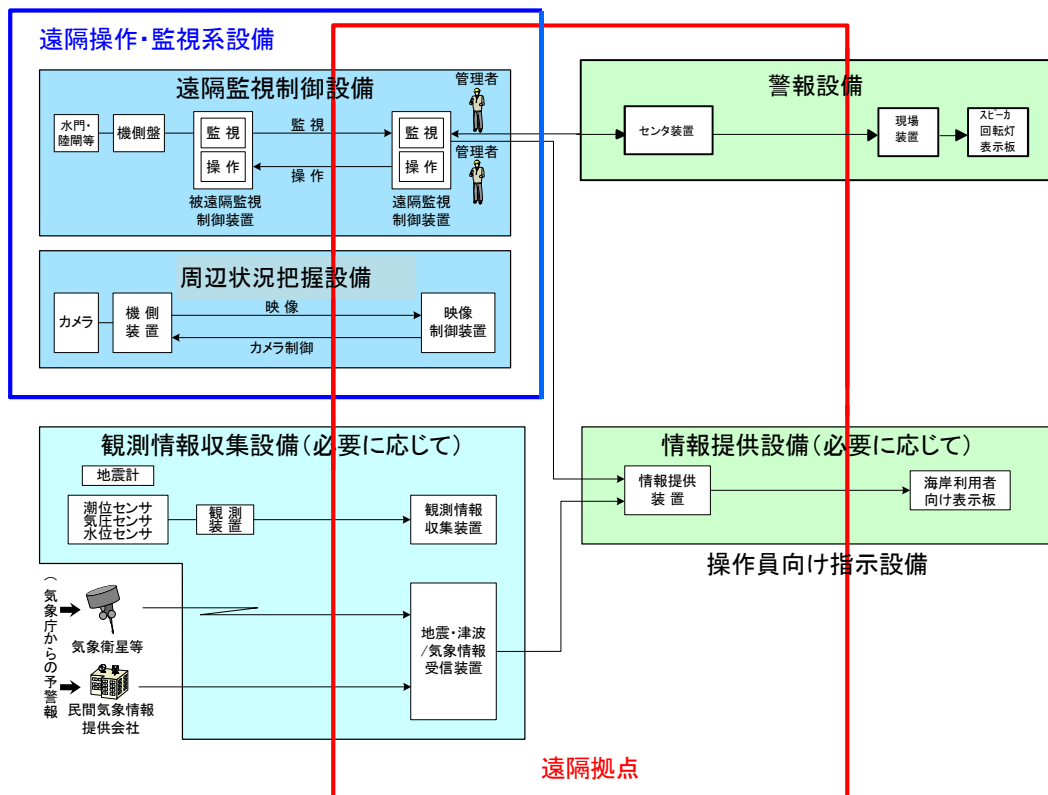 遠隔操作・監視系設備
遠隔監視制御設備
管理者
水門・
陸閘等
機側盤
監視
操作
被遠隔監視
制御装置
監視
操作
監視
操作
遠隔監視
制御装置
管理者
周辺状況把握設備
カメラ
機側
装置
映像
カメラ制御
映像
制御装置
警報設備
センタ装置
現場
装置
スピーカ
回転灯
表示板
観測情報収集設備（必要に応じて）
地震計
潮位センサ
気圧センサ
水位センサ
観測
装置
観測情報
収集装置
（気象庁からの予警報
気象衛星等
民間気象情報
提供会社
地震・津波
/気象情報
受信装置
情報提供設備（必要に応じて）
情報提供
装置
海岸利用者
向け表示板
操作員向け指示設備
遠隔拠点